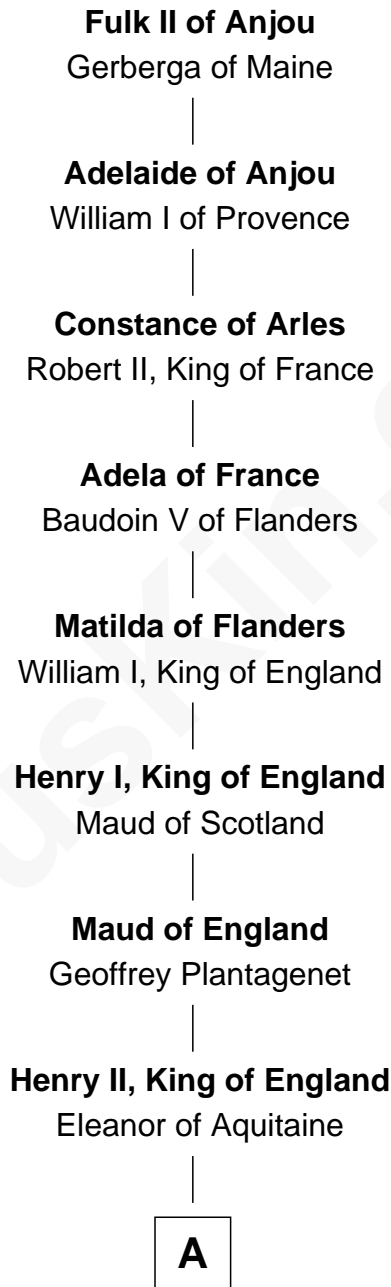 Fulk II of Anjou
Gerberga of Maine
Adelaide of Anjou
William I of Provence
Constance of Arles
Robert II, King of France
Adela of France
Baudoin V of Flanders
Matilda of Flanders
William I, King of England
Henry I, King of England
Maud of Scotland
Maud of England
Geoffrey Plantagenet
Henry II, King of England
Eleanor of Aquitaine
A